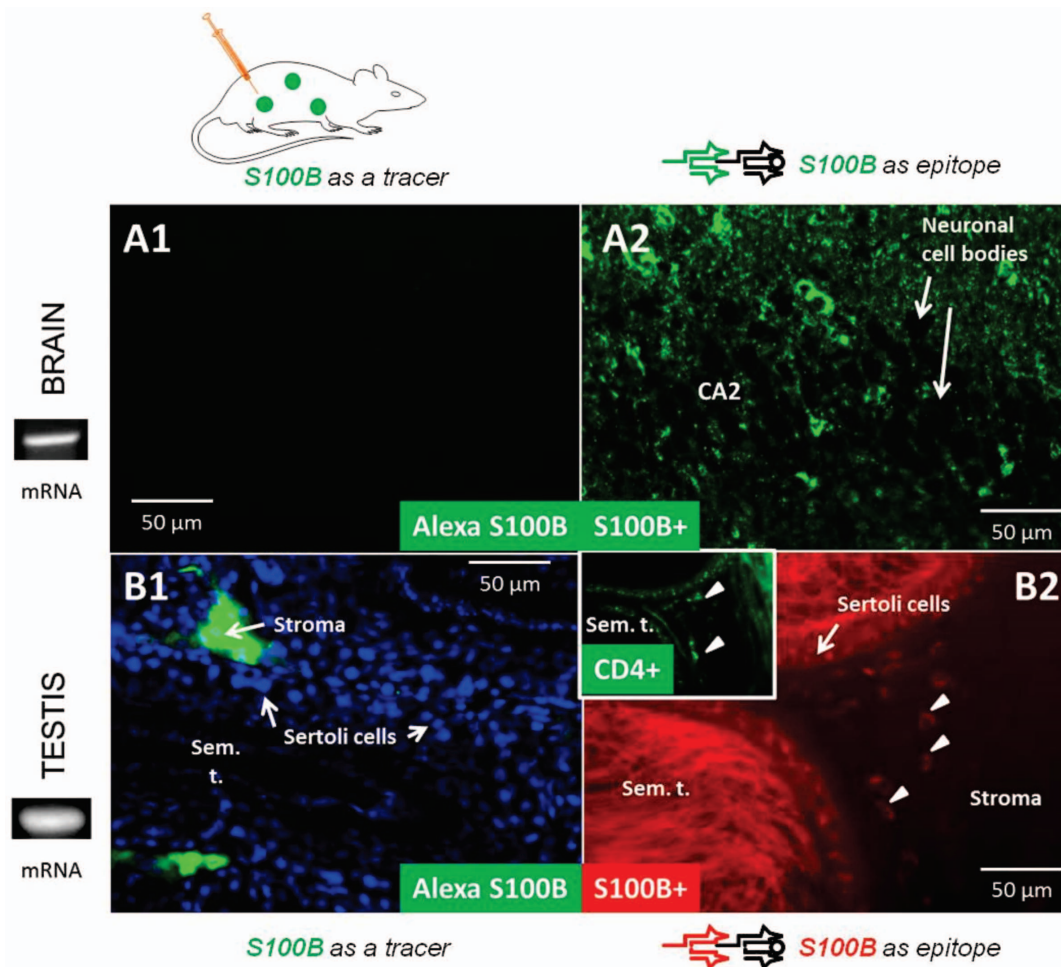 S100B as a tracer
S100B as epitope
BRAIN
mRNA
A1
50 µm
Alexa S100B
A2
Neuronal
cell bodies
CA2
S100B+
50 µm
TESTIS
mRNA
B1
50 µm
Stroma
Sertoli cells
Sem.
t.
Alexa S100B
Sem. t.
CD4+
B2
Sertoli cells
Sem. t.
Stroma
S100B+
50 µm
S100B as a tracer
S100B as epitope